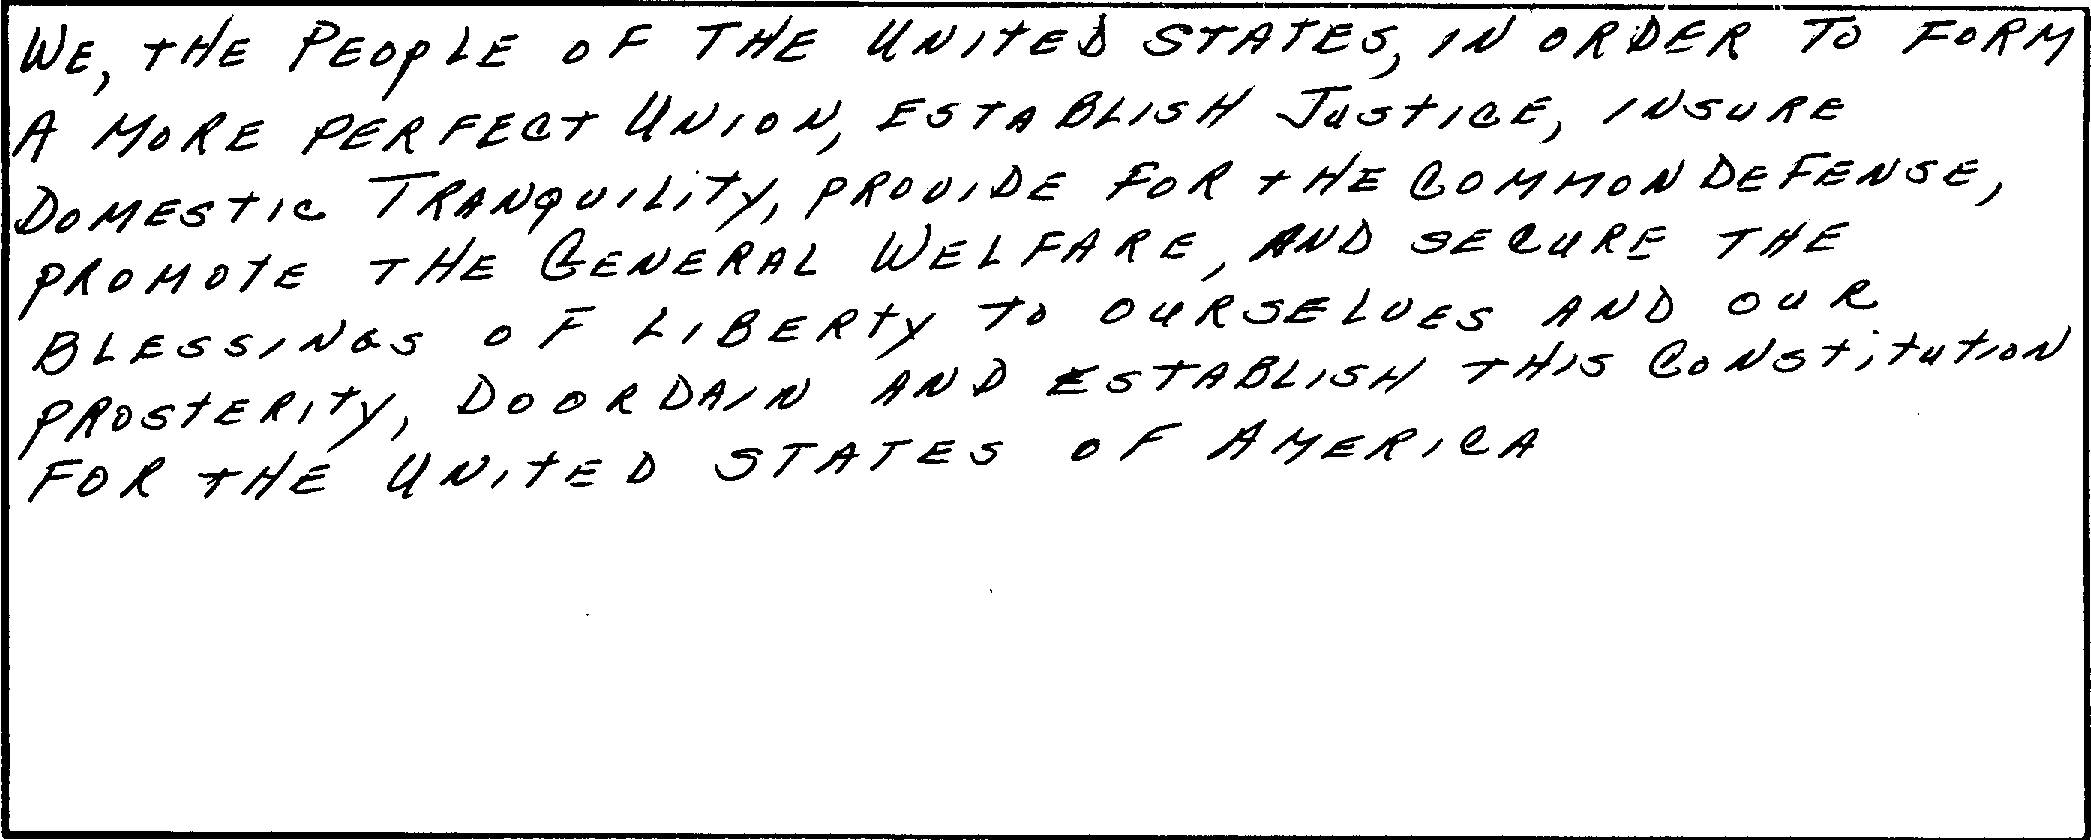 WE, THE PEOPLE OF THE UNITED STATES, IN ORDER TO FORM
A MORE PERFECT UNION, ESTABLISH JUSTICE, INSURE
DOMESTIC TRANQUILITY, PROVIDE FOR THE COMMON DEFENSE,
PROMOTE THE GENERAL WELFARE, AND SECURE THE
BLESSINGS OF LIBERTY TO OURSELVES AND OUR
PROSTERITY, DO ORDAIN AND ESTABLISH THIS CONSTITUTION
FOR THE UNITED STATES OF AMERICA